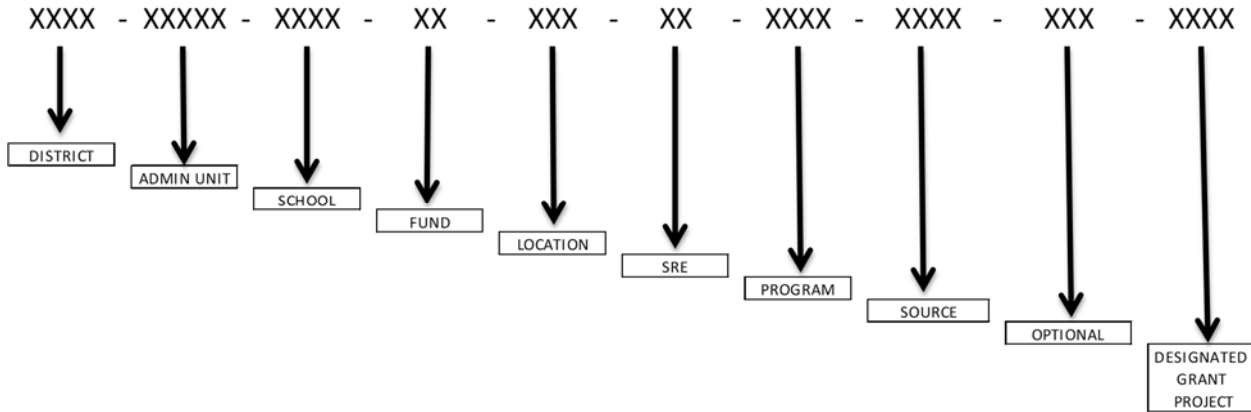 XXXX - XXXXX - XXXX - XX - XXX - XX - XXXX - XXXX - XXX - XXXX
DISTRICT
ADMIN UNIT
SCHOOL
FUND
LOCATION
SRE
PROGRAM
SOURCE
OPTIONAL
DESIGNATED
GRANT
PROJECT